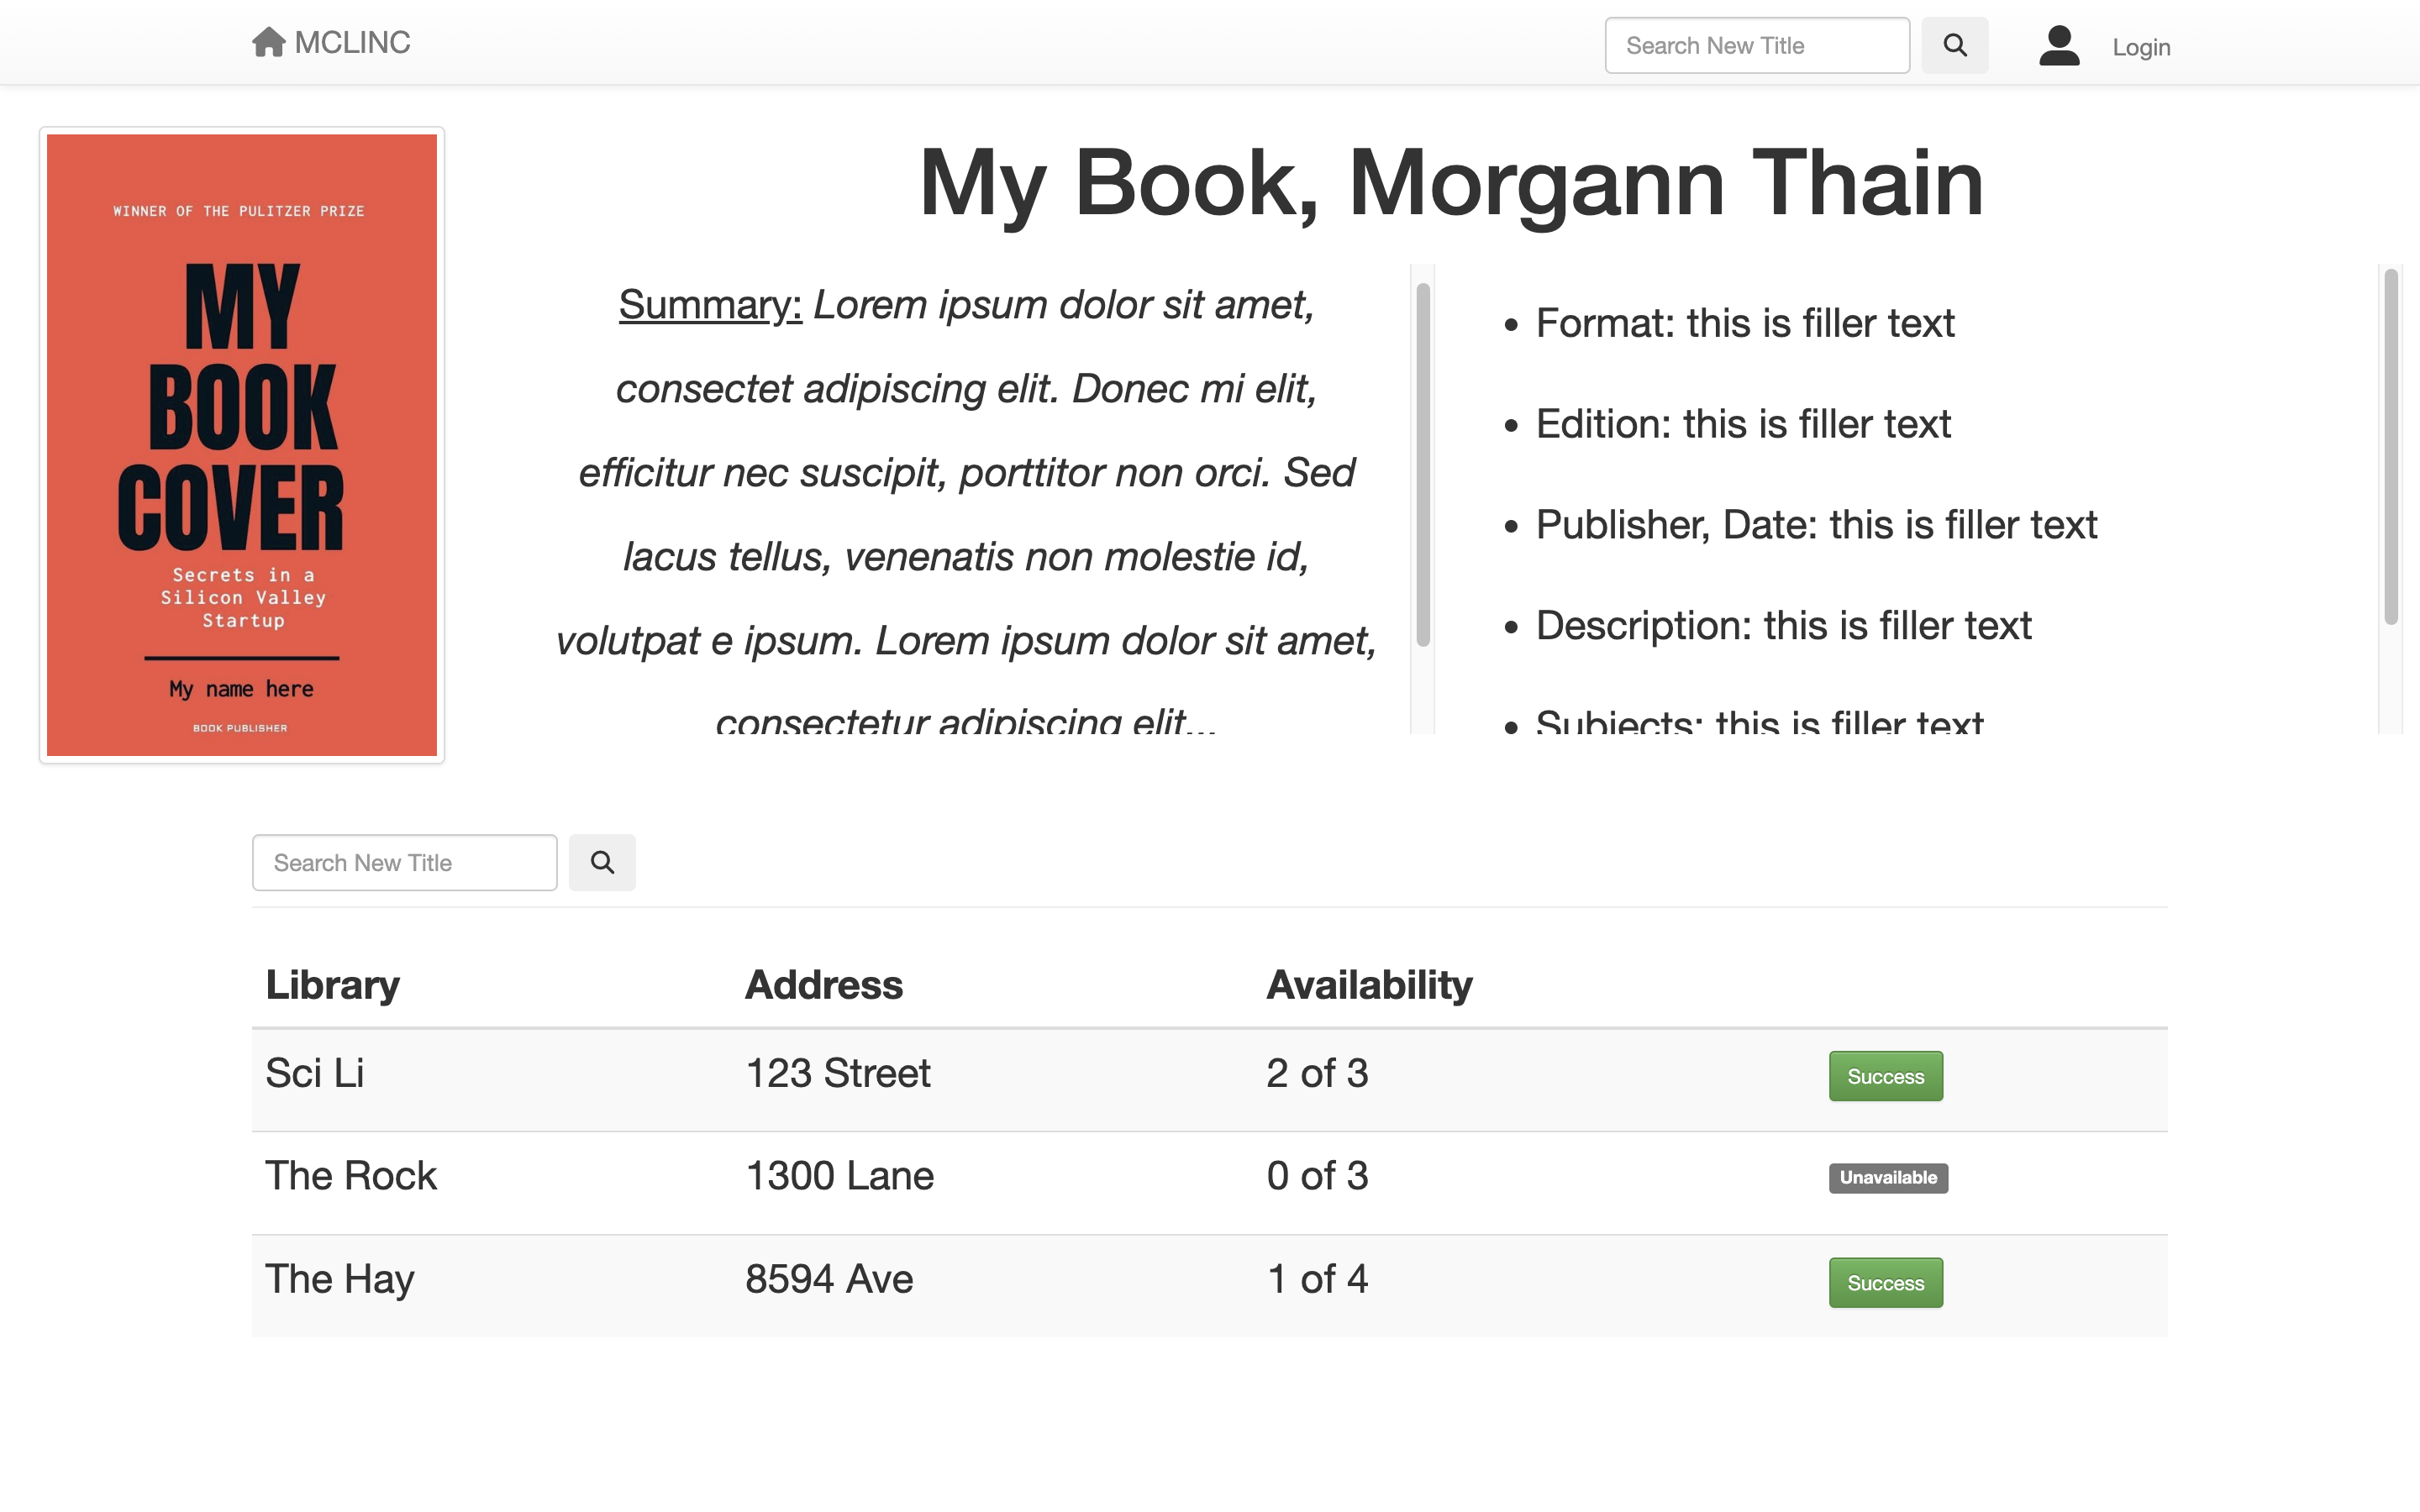 MCLINC
Search New Title
Login
WINNER OF THE PULITZER PRIZE
MY
BOOK
COVER
Secrets in a
Silicon Valley
Startup
My name here
BOOK PUBLISHER
My Book, Morgann Thain
Summary: Lorem ipsum dolor sit amet,
consectet adipiscing elit. Donec mi elit,
efficitur nec suscipit, porttitor non orci. Sed
lacus tellus, venenatis non molestie id,
volutpat e ipsum. Lorem ipsum dolor sit amet,
consectetur adipiscing elit...
• Format: this is filler text
• Edition: this is filler text
• Publisher, Date: this is filler text
• Description: this is filler text
• Subjects: this is filler text
Search New Title
Library Address Availability
Sci Li 123 Street 2 of 3 Success
The Rock 1300 Lane 0 of 3 Unavailable
The Hay 8594 Ave 1 of 4 Success